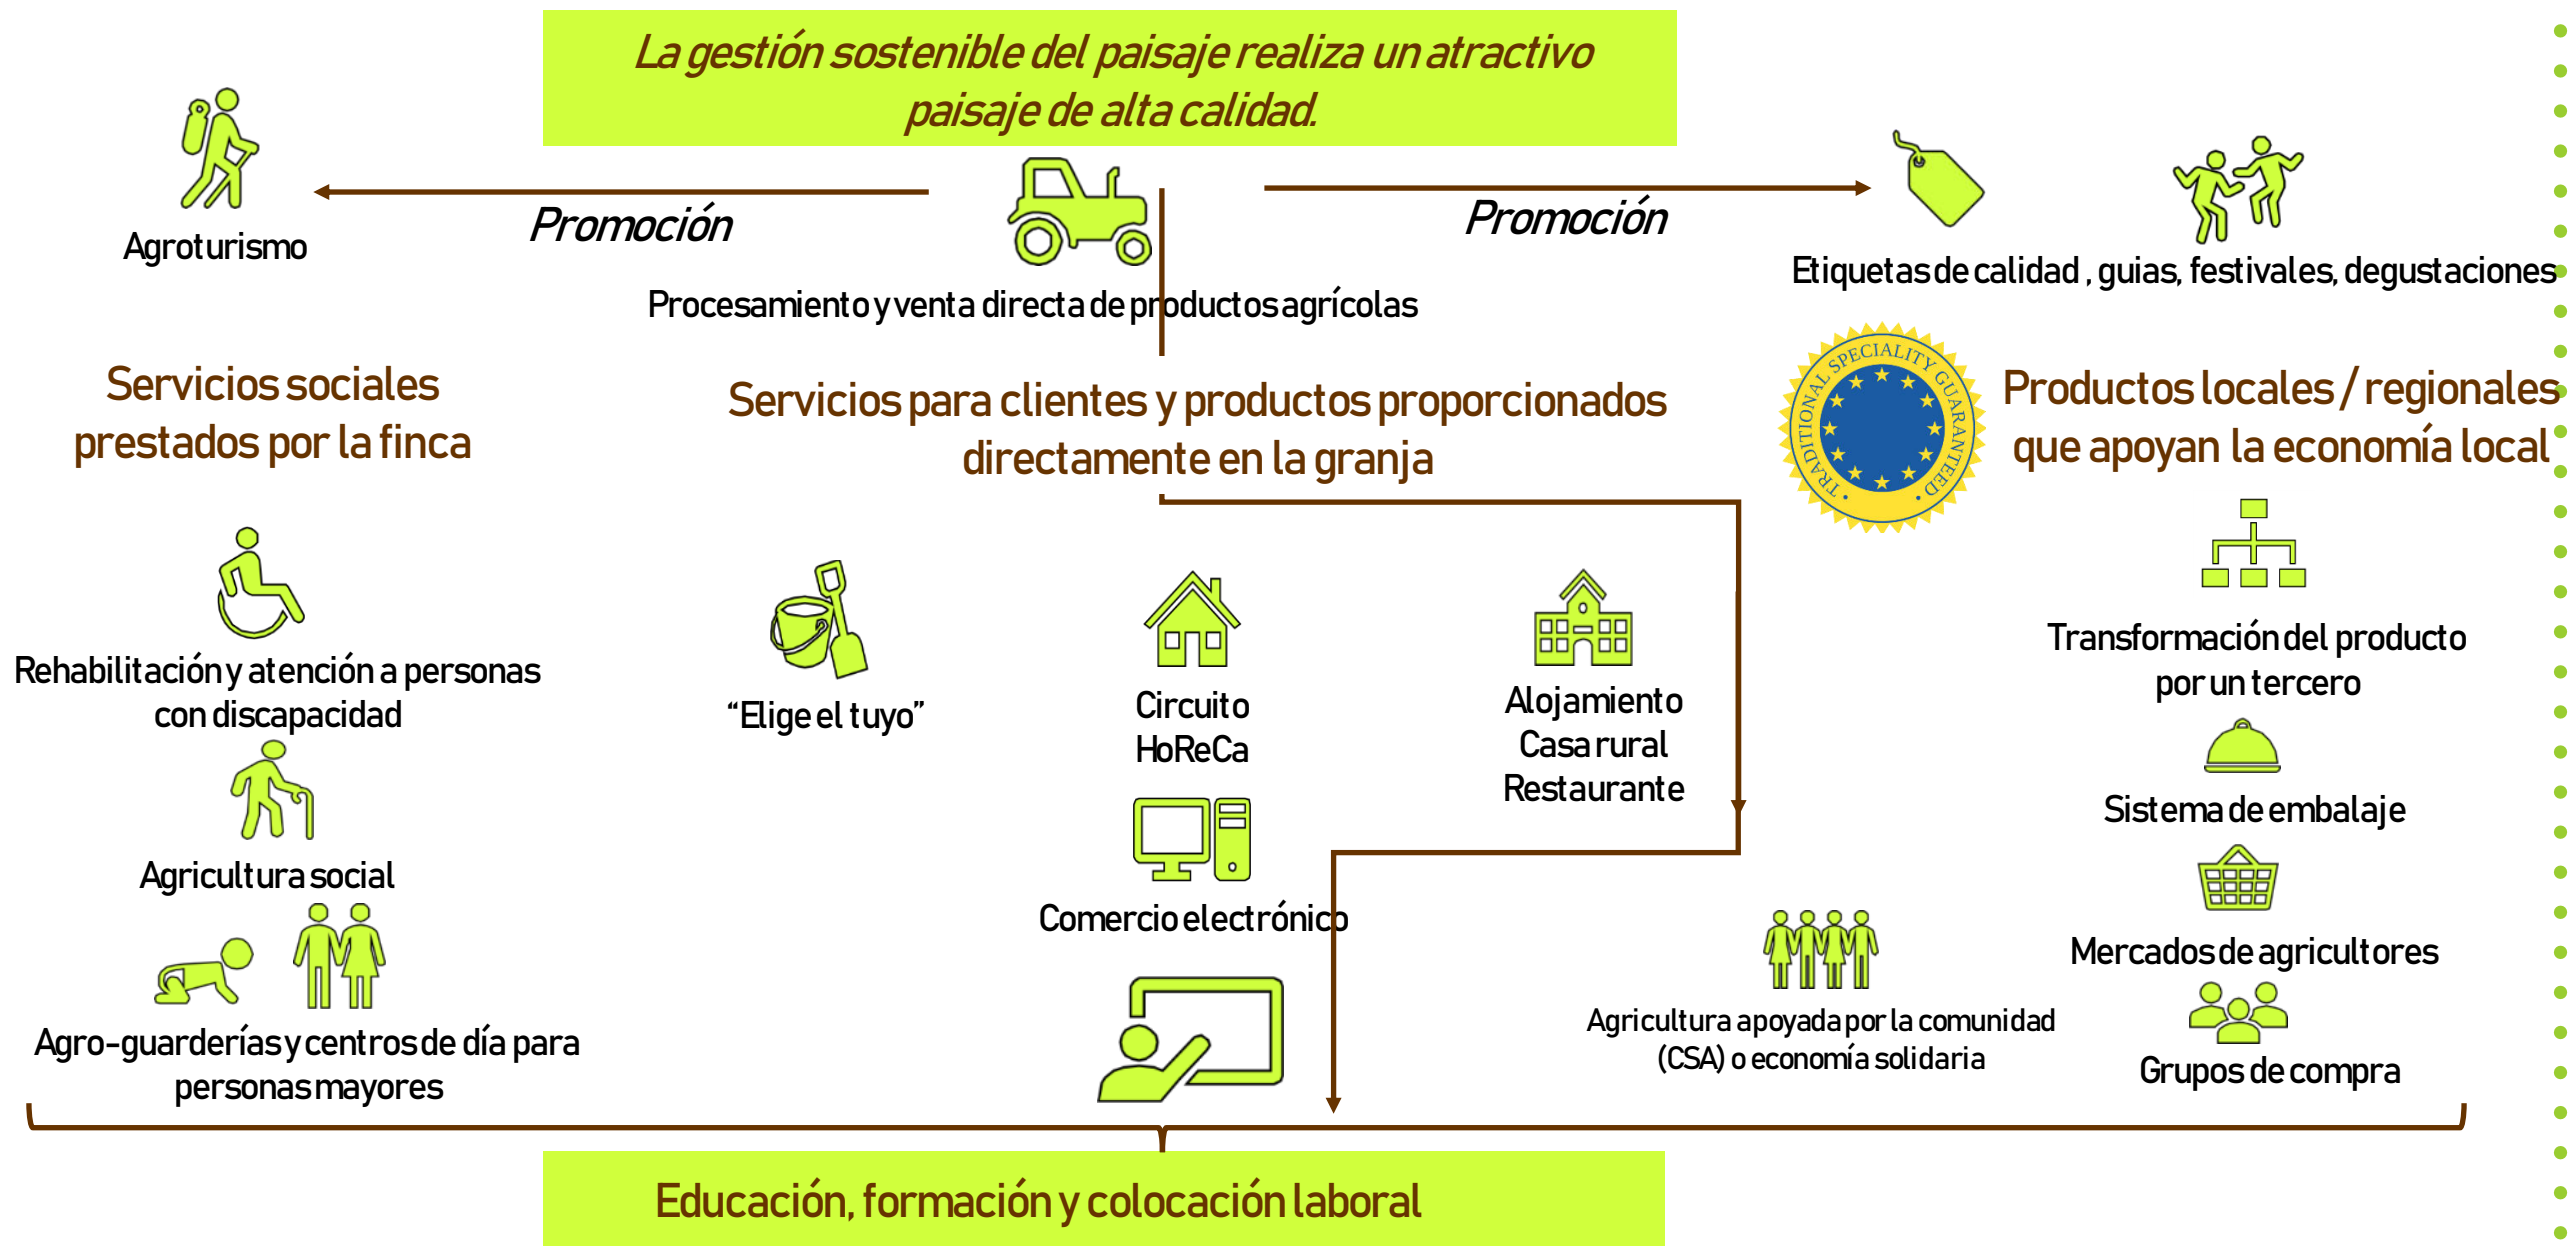 La gestión sostenible del paisaje realiza un atractivo
paisaje de alta calidad.
Agroturismo
Promoción
Promoción
Procesamiento y venta directa de productos agrícolas
Etiquetas de calidad , guias, festivales, degustaciones
Servicios sociales
prestados por la finca
Servicios para clientes y productos proporcionados
directamente en la granja
• TRADITIONAL SPECIALITY GUARANTEED •
Productos locales / regionales
que apoyan la economía local
Rehabilitación y atención a personas
con discapacidad
Agricultura social
Agro-guarderías y centros de día para
personas mayores
“Elige el tuyo”
Circuito
HoReCa
Comercio electrónico
Alojamiento
Casa rural
Restaurante
Agricultura apoyada por la comunidad
(CSA) o economía solidaria
Transformación del producto
por un tercero
Sistema de embalaje
Mercados de agricultores
Grupos de compra
Educación, formación y colocación laboral